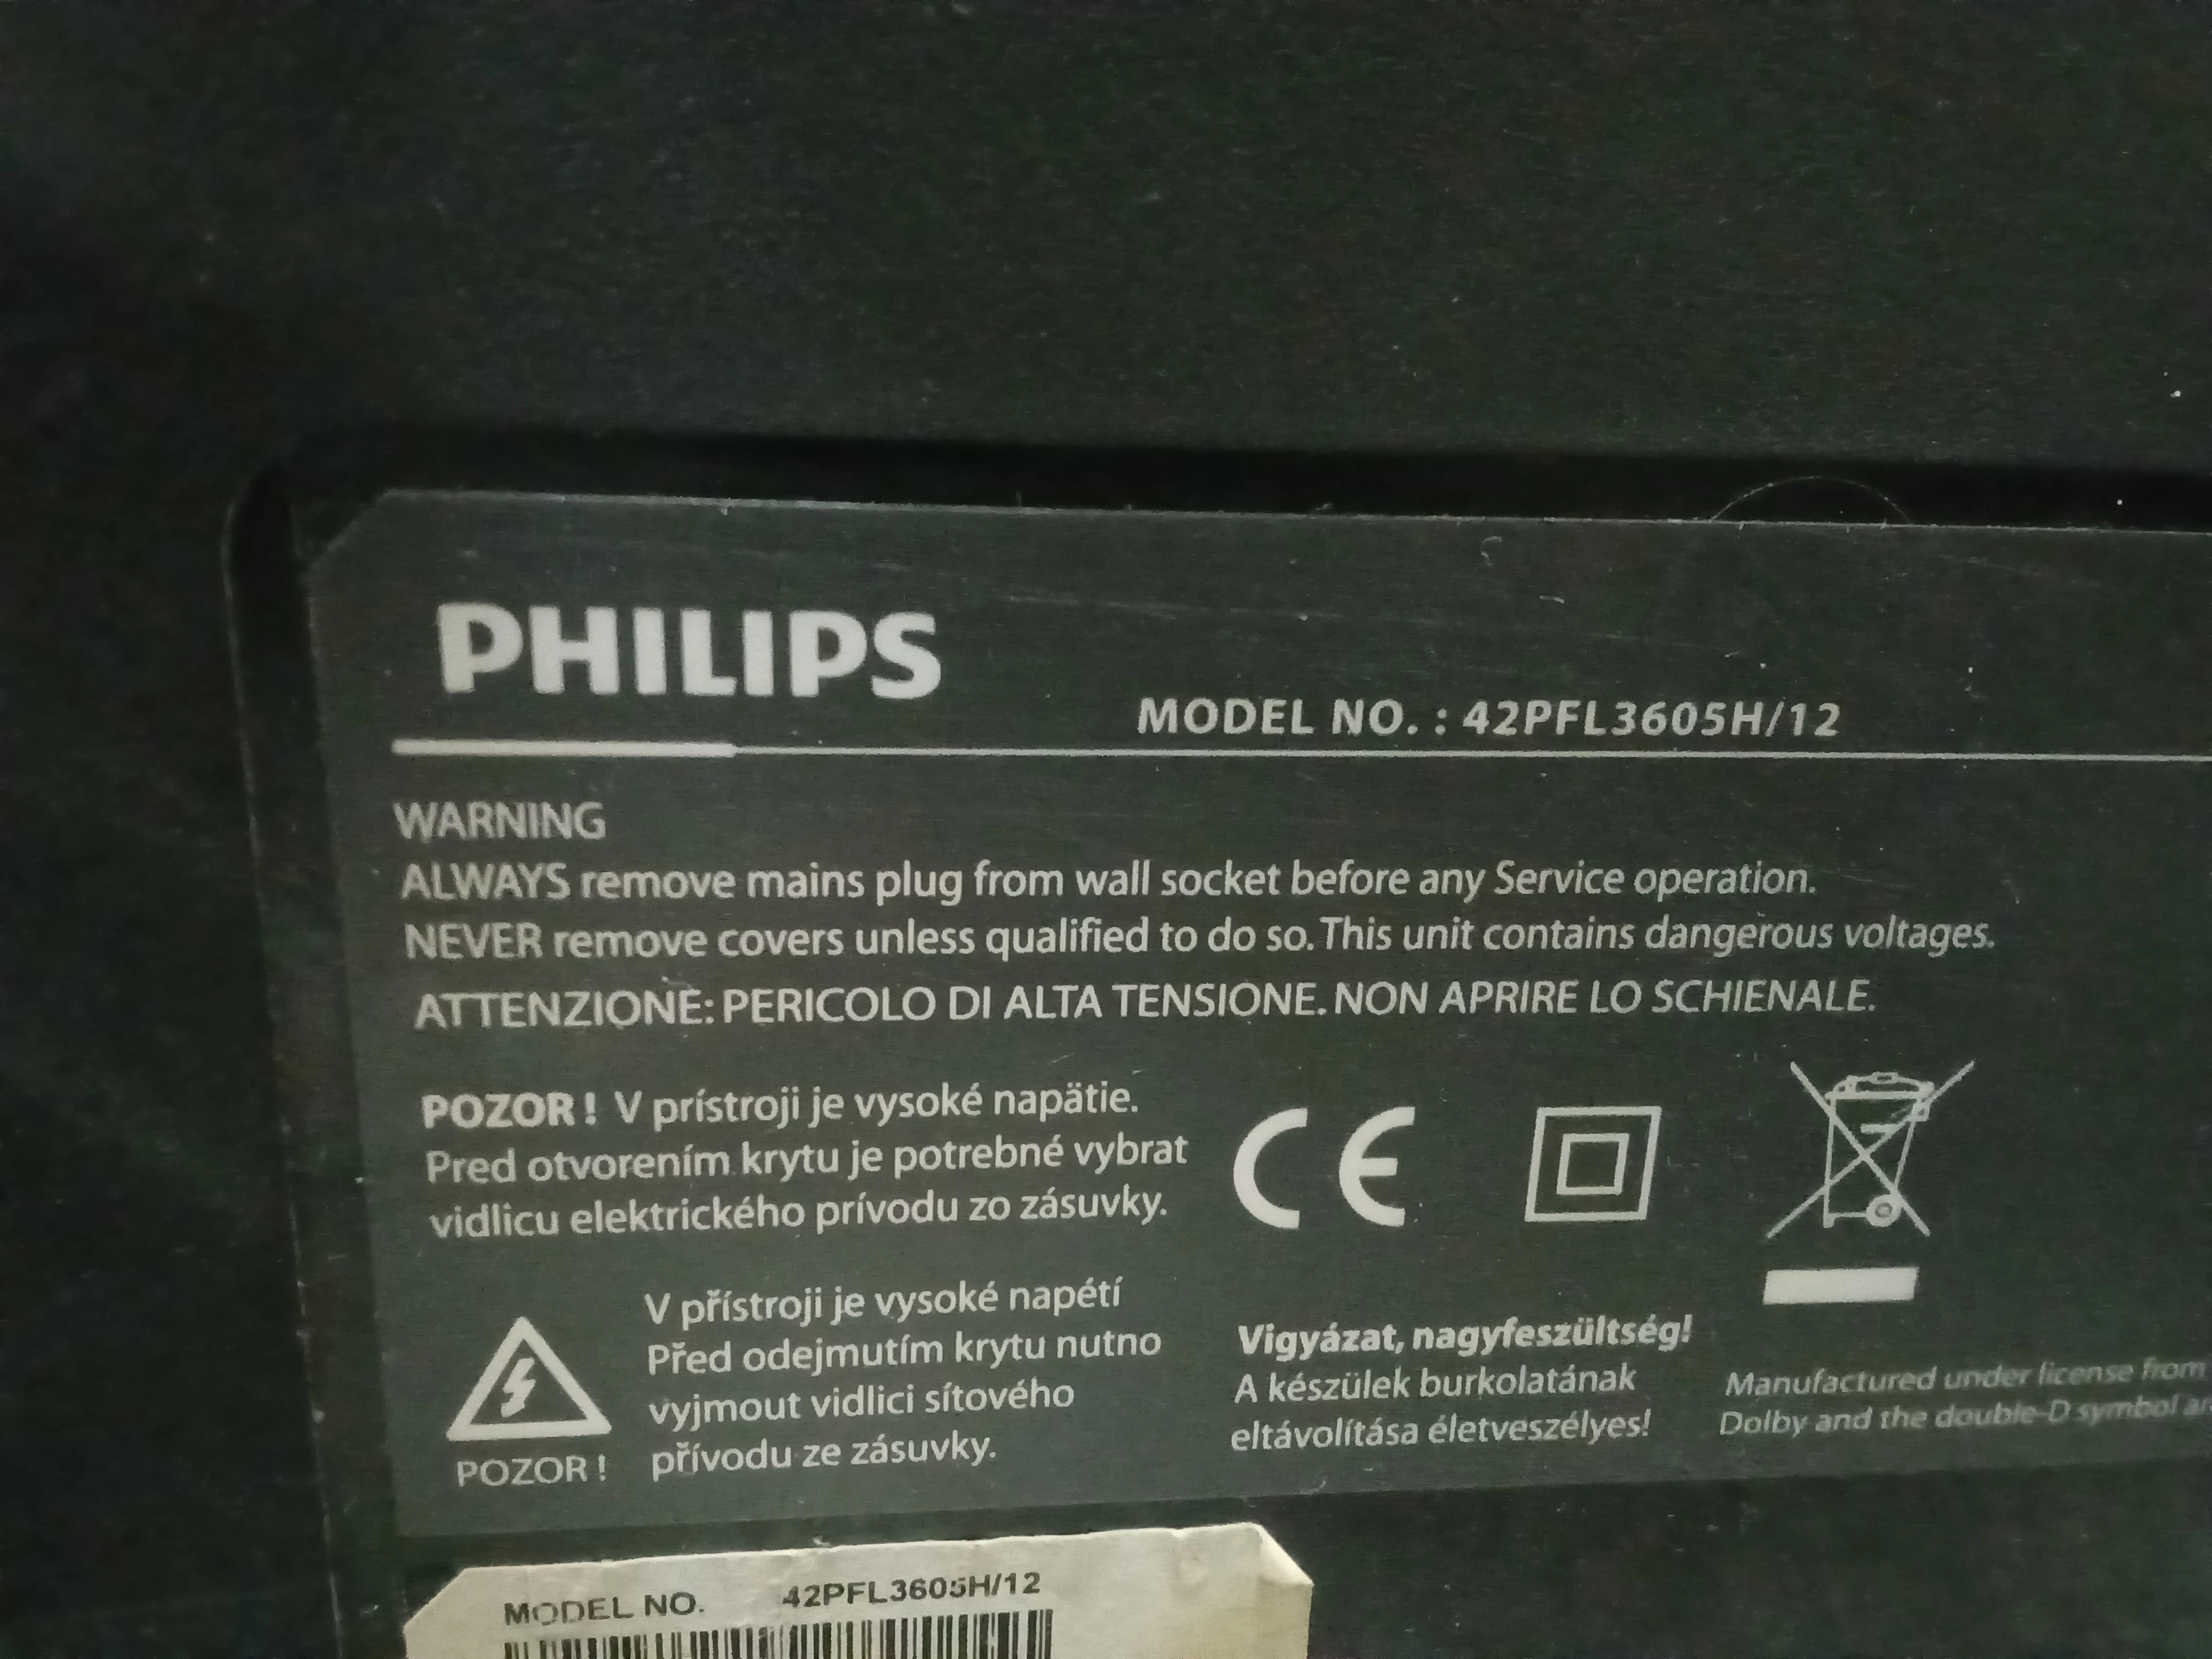 PHILIPS
MODEL NO. : 42PFL3605H/12
WARNING
ALWAYS remove mains plug from wall socket before any Service operation.
NEVER remove covers unless qualified to do so. This unit contains dangerous voltages.
ATTENZIONE: PERICOLO DI ALTA TENSIONE. NON APRIRE LO SCHIENALE.
POZOR! V prístroji je vysoké napätie.
Pred otvorením krytu je potrebné vybrat
vidlicu elektrického prívodu zo zásuvky.
CE
V přístroji je vysoké napétí
Před odejmutím krytu nutno
vyjmout vidlici sítového
přívodu ze zásuvky.
POZOR!
Vigyázat, nagyfeszültség!
A készülek burkolatának
eltávolítása életveszélyes!
Manufactured under license from
Dolby and the double-D symbol ar
MODEL NO. 42PFL3605H/12